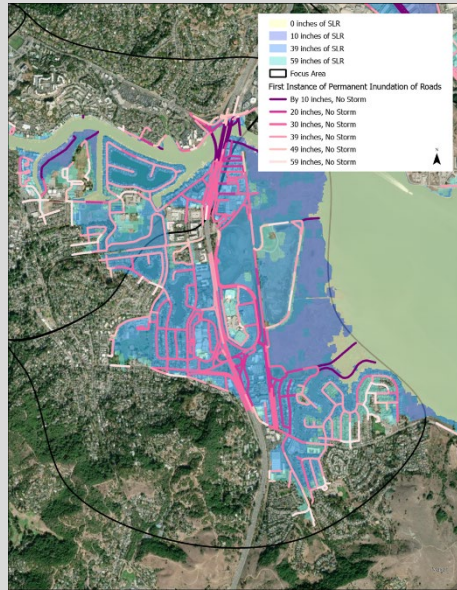 0 inches of SLR
10 inches of SLR
39 inches of SLR
59 inches of SLR
Focus Area
First Instance of Permanent Inundation of Roads
By 10 inches, No Storm
20 inches, No Storm
30 inches, No Storm
39 inches, No Storm
49 inches, No Storm
59 inches, No Storm